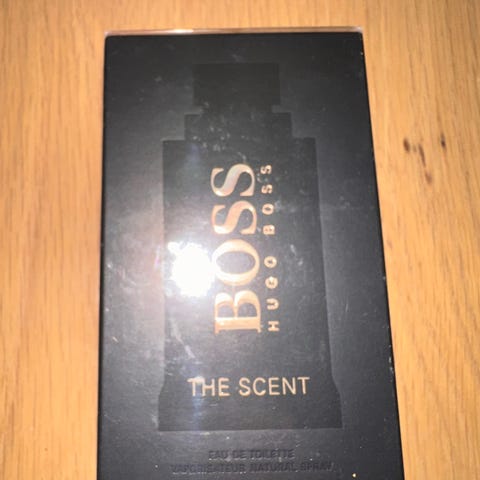 BOSS
HUGO BOSS
THE SCENT
EAU DE TOILETTE
VAPORISATEUR NATURAL SPRAY